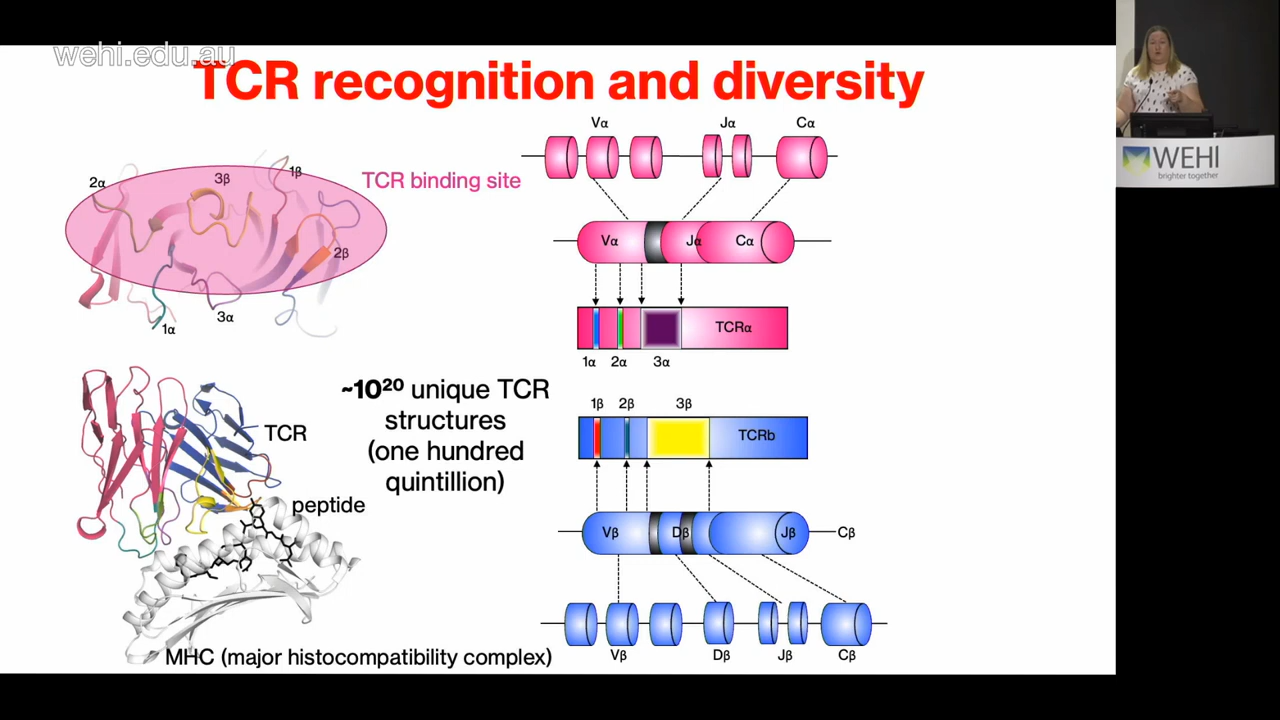 wehi.edu.au
TCR recognition and diversity
WEHI
brighter together
2α
3β
1β
TCR binding site
2β
1α
3α
Vα
Jα
Cα
Vα
Jα
Cα
TCRα
1α
2α
3α
~10²⁰ unique TCR
structures
(one hundred
quintillion)
TCR
peptide
MHC (major histocompatibility complex)
1β
2β
3β
TCRb
Vβ
Dβ
Jβ
Cβ
Vβ
Dβ
Jβ
Cβ